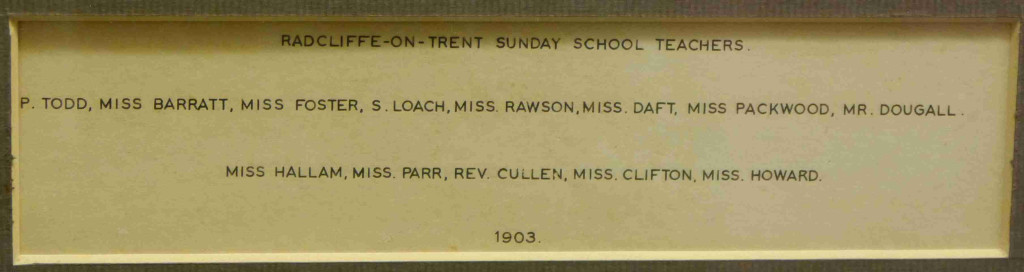 RADCLIFFE-ON-TRENT SUNDAY SCHOOL TEACHERS.
P. TODD, MISS BARRATT, MISS FOSTER, S. LOACH, MISS. RAWSON, MISS. DAFT, MISS PACKWOOD, MR. DOUGALL.
MISS HALLAM, MISS. PARR, REV. CULLEN, MISS. CLIFTON, MISS. HOWARD.
1903.